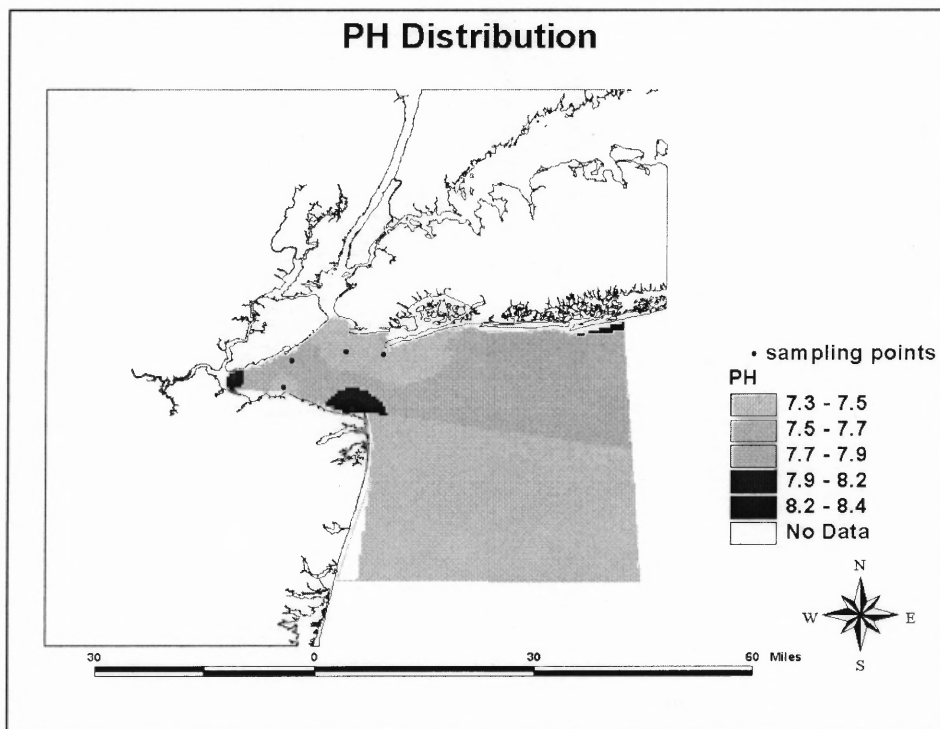 PH Distribution
• sampling points
PH
7.3 - 7.5
7.5 - 7.7
7.7 - 7.9
7.9 - 8.2
8.2 - 8.4
No Data
N
W E
S
30 0 30 60 Miles